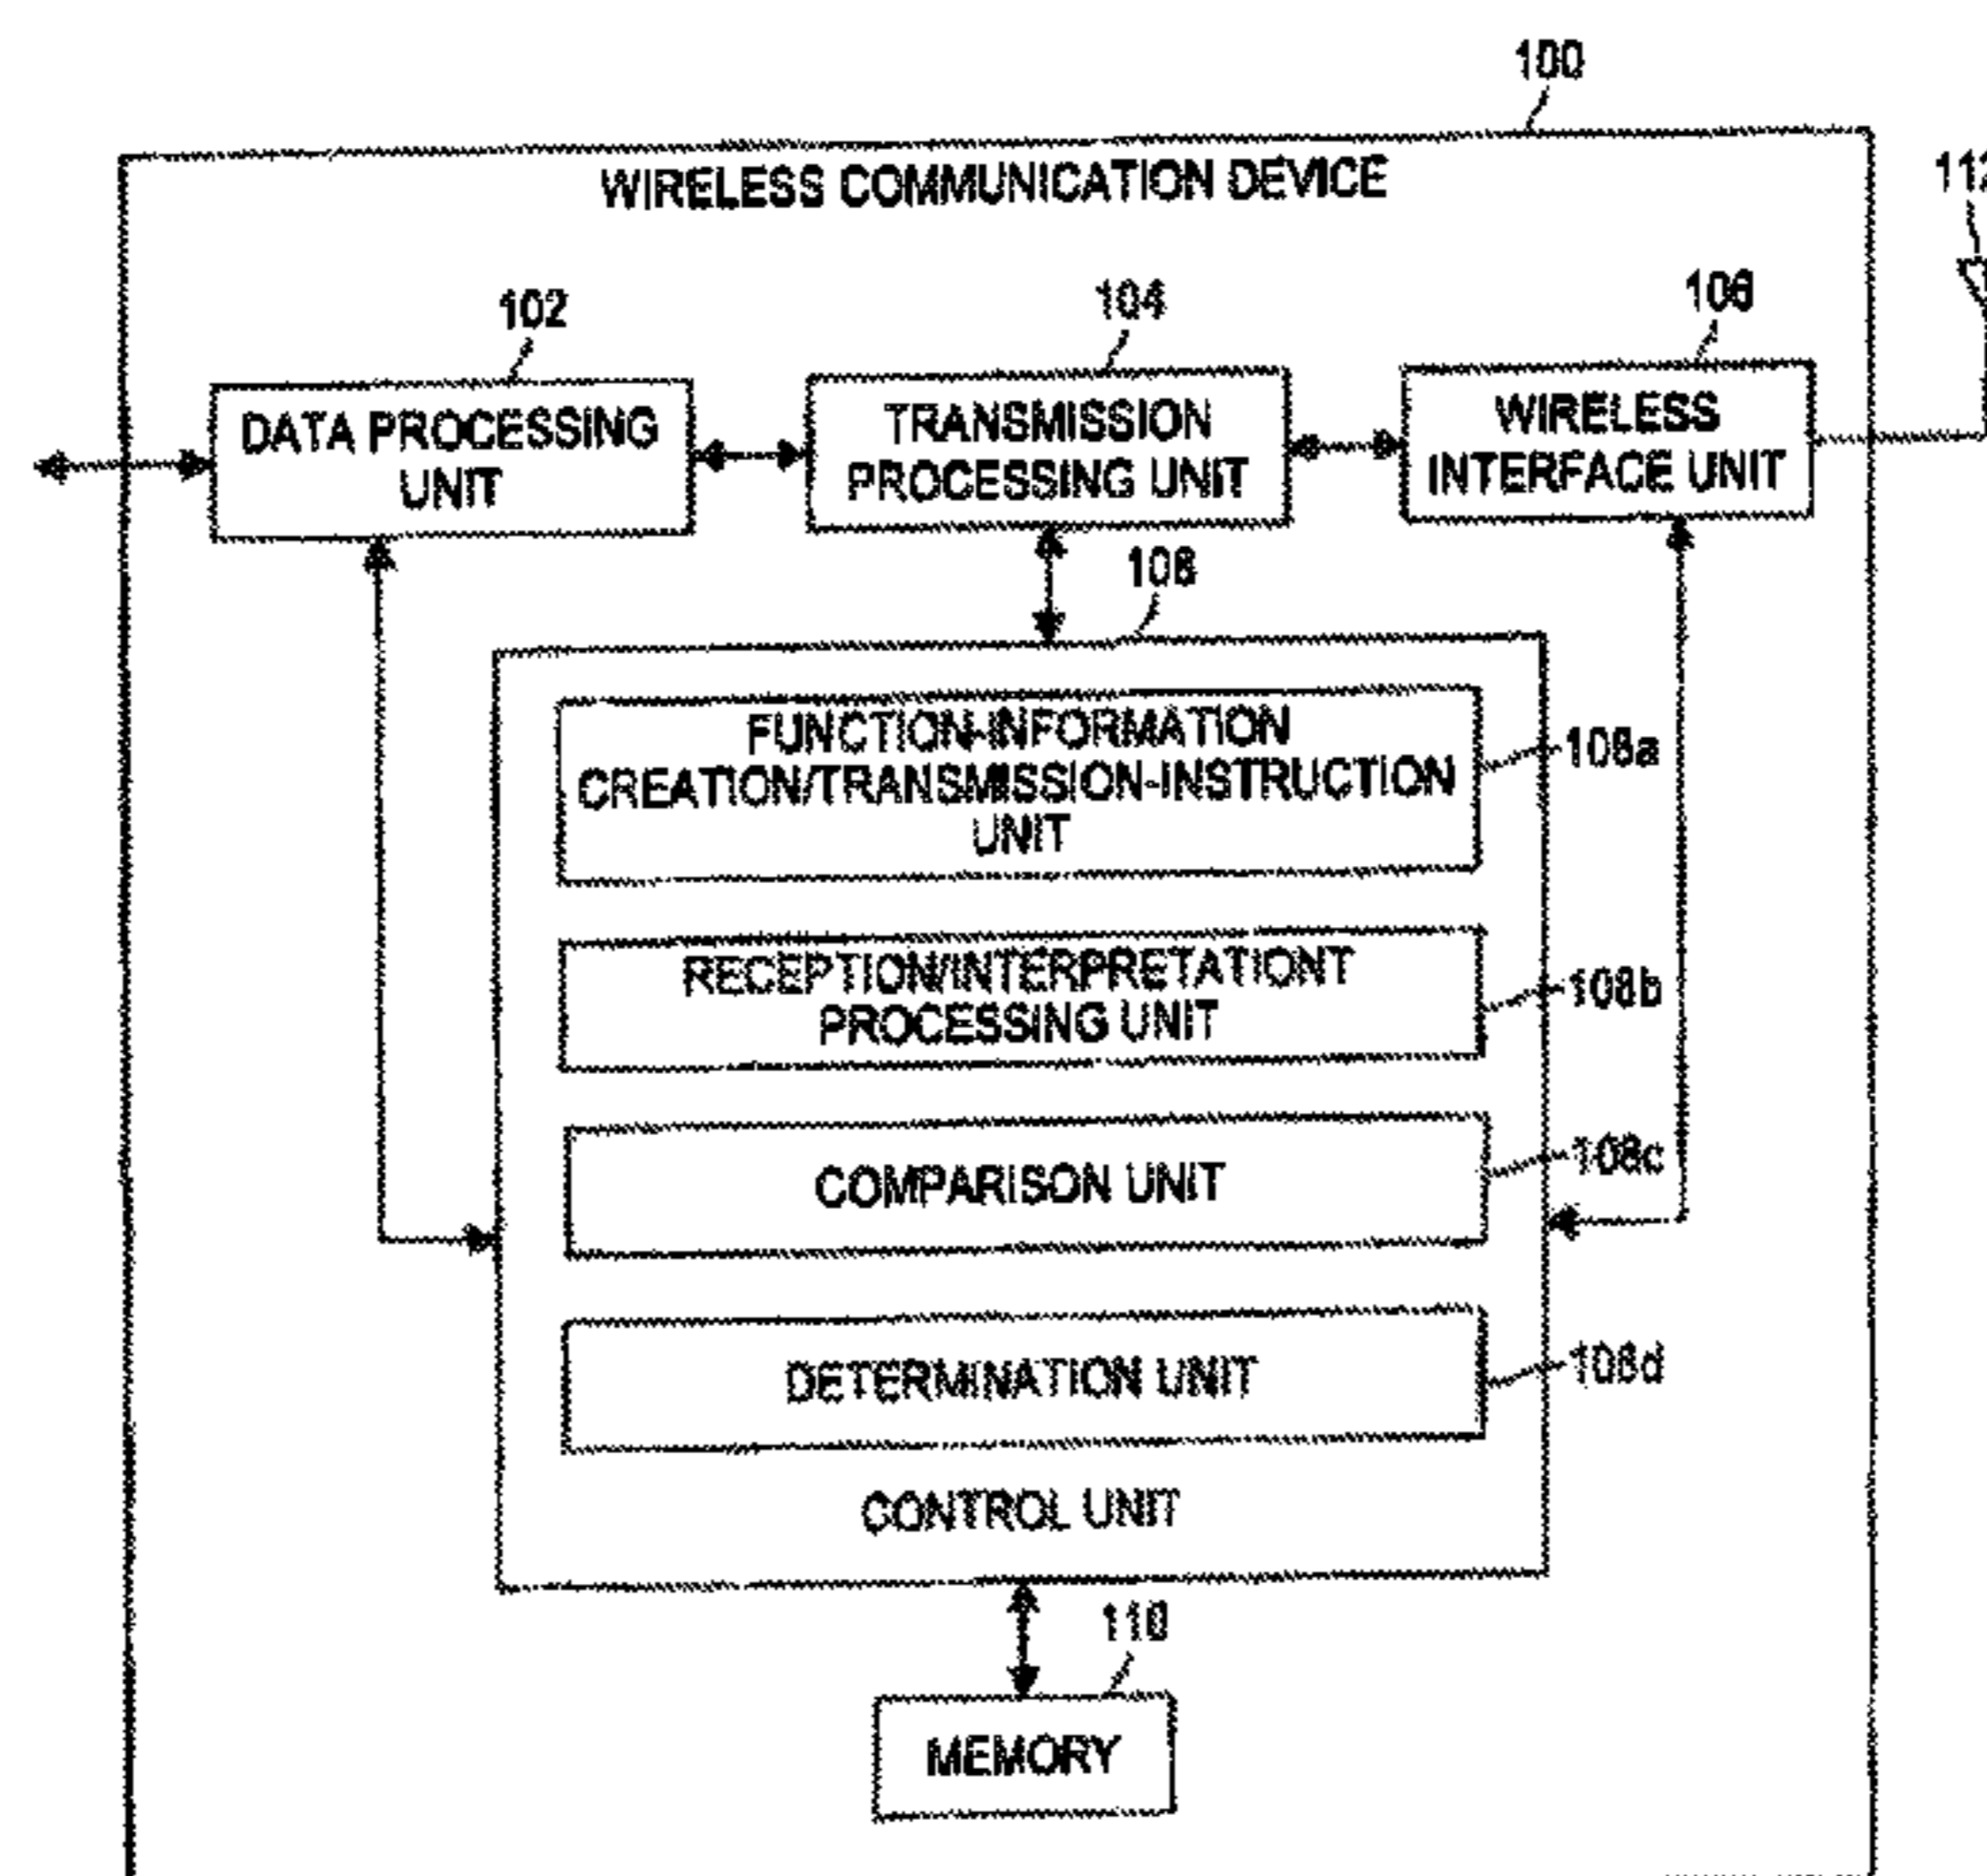 100
WIRELESS COMMUNICATION DEVICE
112
102
104
106
DATA PROCESSING
UNIT
TRANSMISSION
PROCESSING UNIT
WIRELESS
INTERFACE UNIT
108
FUNCTION-INFORMATION
CREATION/TRANSMISSION-INSTRUCTION
UNIT
108a
RECEPTION/INTERPRETATIONT
PROCESSING UNIT
108b
COMPARISON UNIT
108c
DETERMINATION UNIT
108d
CONTROL UNIT
110
MEMORY